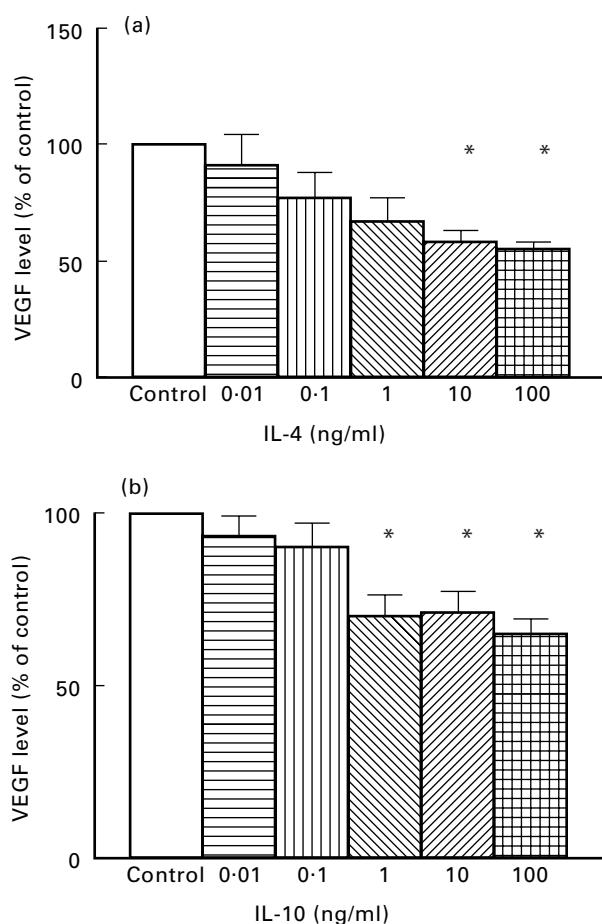 (a)
150
100
50
0
VEGF level (% of control)
* *
Control 0·01 0·1 1 10 100
IL-4 (ng/ml)
(b)
100
50
0
VEGF level (% of control)
* * *
Control 0·01 0·1 1 10 100
IL-10 (ng/ml)